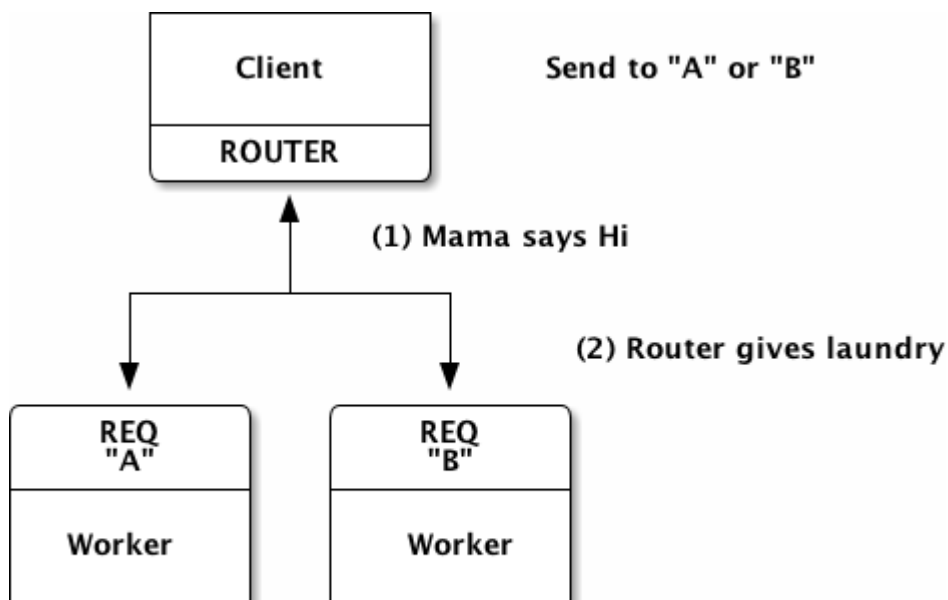 Client
Send to "A" or "B"
ROUTER
(1) Mama says Hi
(2) Router gives laundry
REQ
"A"
REQ
"B"
Worker
Worker